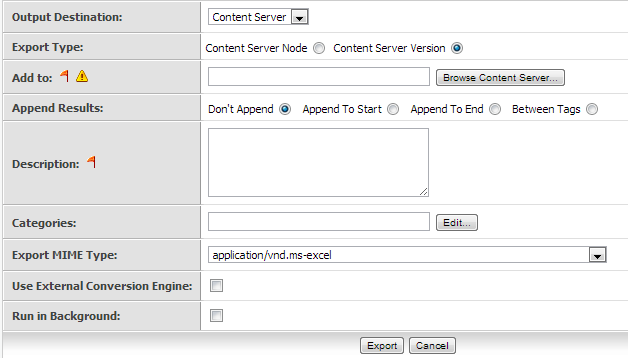 Output Destination: Content Server
Export Type: Content Server Node Content Server Version
Add to: Browse Content Server...
Append Results: Don't Append Append To Start Append To End Between Tags
Description:
Categories: Edit...
Export MIME Type: application/vnd.ms-excel
Use External Conversion Engine:
Run in Background:
Export Cancel